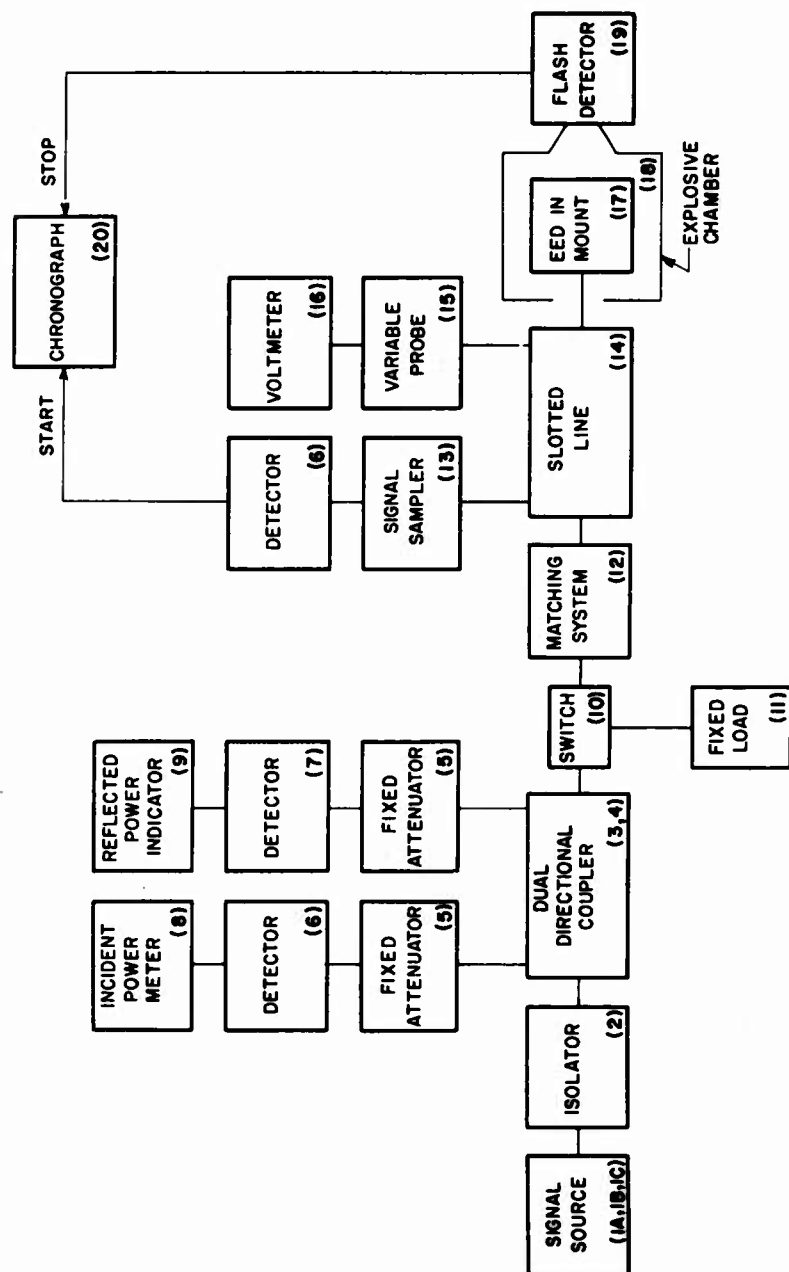 SIGNAL
SOURCE
(1A,1B,1C)
ISOLATOR
(2)
DUAL
DIRECTIONAL
COUPLER
(3,4)
FIXED
ATTENUATOR
(5)
DETECTOR
(6)
INCIDENT
POWER
METER
(8)
FIXED
ATTENUATOR
(5)
DETECTOR
(7)
REFLECTED
POWER
INDICATOR
(9)
SWITCH
(10)
FIXED
LOAD
(11)
MATCHING
SYSTEM
(12)
SLOTTED
LINE
(14)
SIGNAL
SAMPLER
(13)
DETECTOR
(6)
START
VARIABLE
PROBE
(15)
VOLTMETER
(16)
CHRONOGRAPH
(20)
STOP
EED IN
MOUNT
(17)
(18)
EXPLOSIVE
CHAMBER
FLASH
DETECTOR
(19)